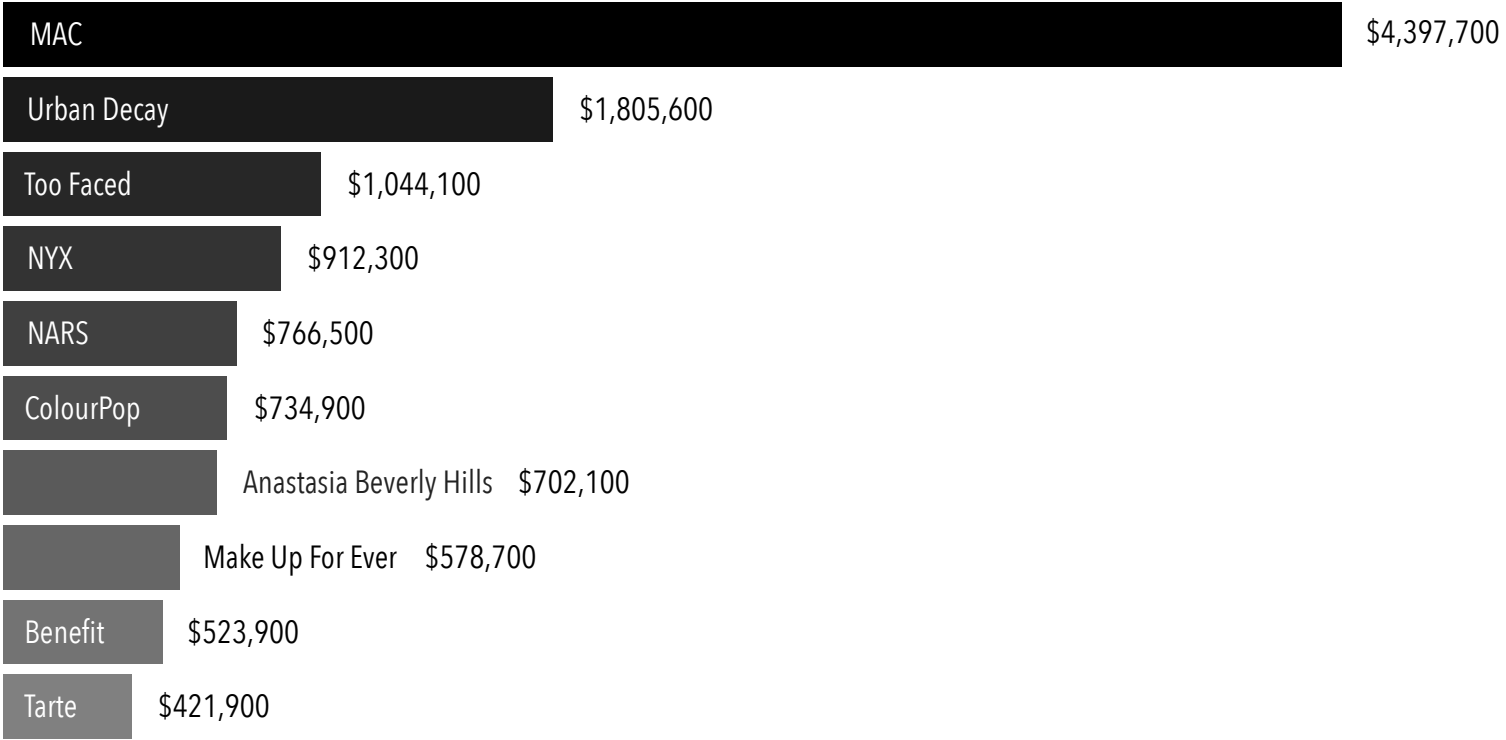 MAC $4,397,700
Urban Decay $1,805,600
Too Faced $1,044,100
NYX $912,300
NARS $766,500
ColourPop $734,900
Anastasia Beverly Hills $702,100
Make Up For Ever $578,700
Benefit $523,900
Tarte $421,900